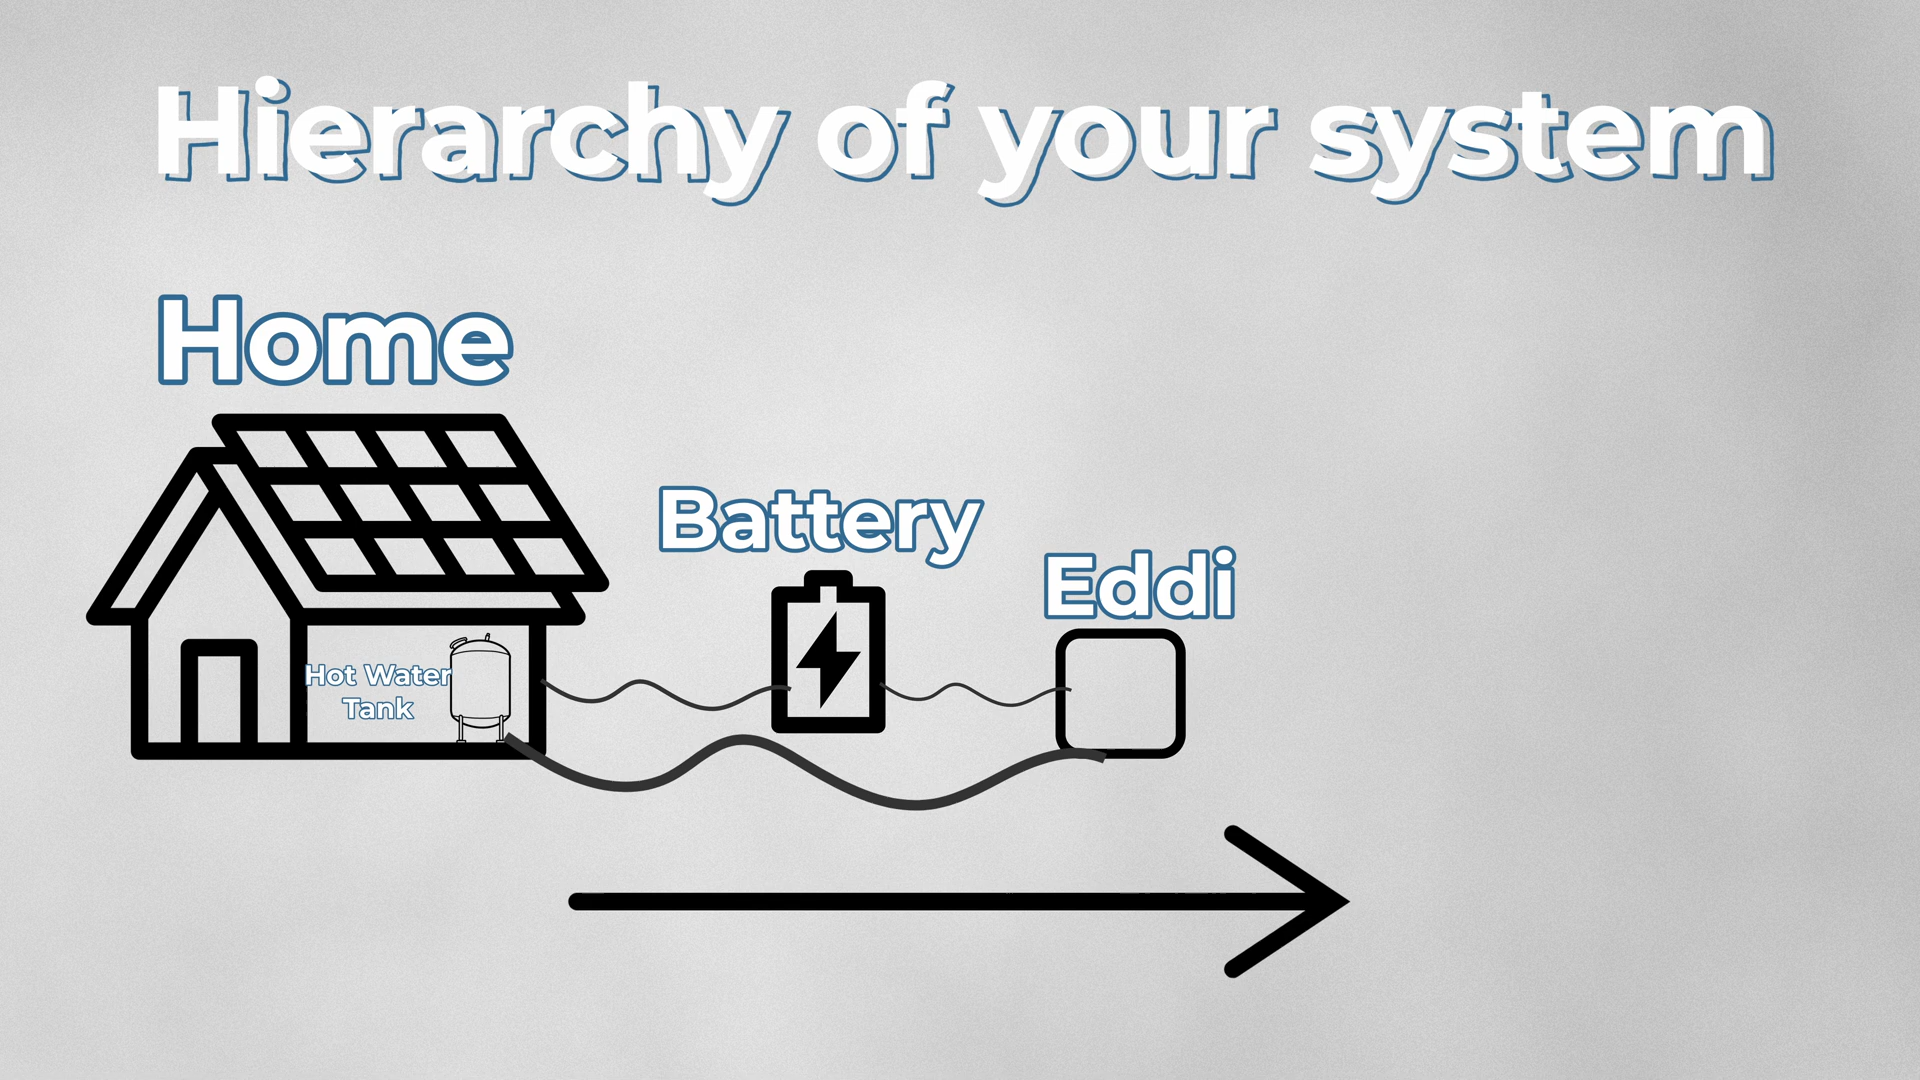 Hierarchy of your system
Home
Battery
Eddi
Hot Water
Tank